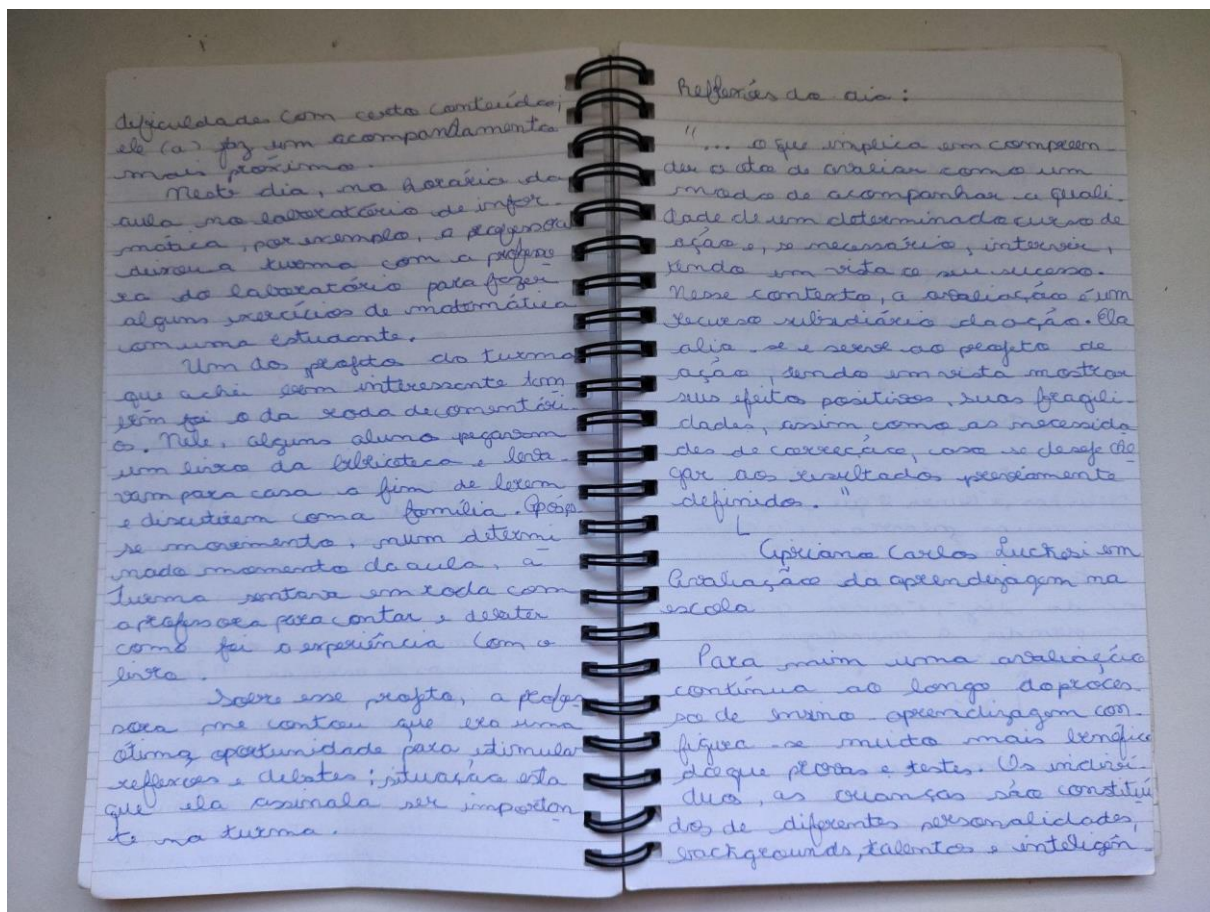 dificuldades com certo conteúdo,
ele (a) faz um acompanhamento
mais próximo.
Neste dia, no horário da
aula no laboratório de infor-
mática, por exemplo, a professora
deixou a turma com a professo
ra do laboratório para fazer
alguns exercícios de matemática
com uma estudante.
Um dos projeto da turma
que achei bem interessante tam
bém foi o da roda de comentári
os. Nele, alguns aluno pegavam
um livro da biblioteca e leva-
vam para casa a fim de lerem
e discutirem com a família. Após
se movimento, num determi
nado momento da aula, a
turma sentava em roda com
a professora para contar e debater
como foi a experiência com o
livro.
Sobre esse projeto, a profes
sora me contou que era uma
ótima oportunidade para estimular
reflexões e debates; situação esta
que ela assinala ser importan
te na turma.
Reflexões do dia:
"... o que implica em compreen
der o ato de avaliar como um
modo de acompanhar a quali-
dade de um determinado curso de
ação e, se necessário, intervir,
tendo em vista o seu sucesso.
Nesse contexto, a avaliação é um
recurso subsidiário da ação. Ela
alia-se e serve ao projeto de
ação, tendo em vista mostrar
seus efeitos positivos, suas fragili-
dades, assim como as necessida
des de correção, caso se deseje che
gar aos resultados previamente
definidos."
Cipriano Carlos Luckesi em
Avaliação da aprendizagem na
escola
Para mim uma avaliação
contínua ao longo do proces-
so de ensino-aprendizagem con-
figura-se muito mais benéfica
do que provas e testes. Os indiví-
duos, as crianças são constituí
dos de diferentes personalidades,
backgrounds, talentos e inteligên-